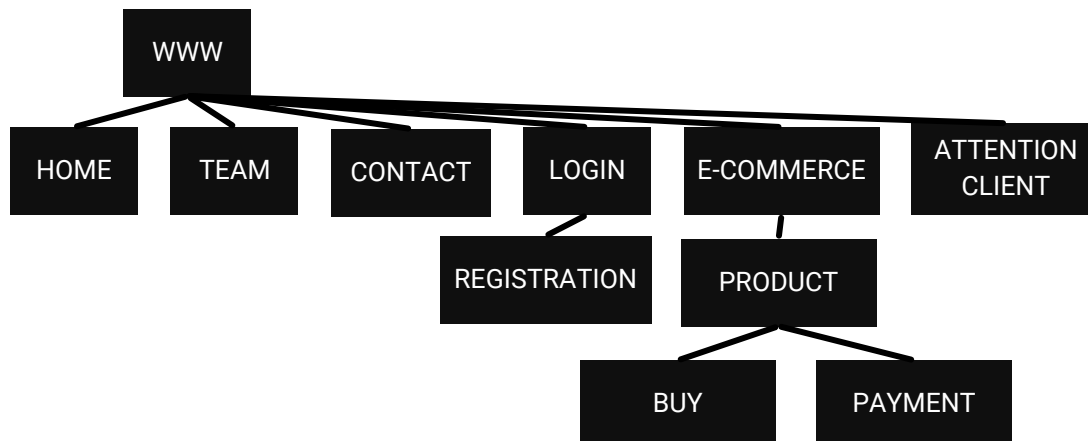 WWW
HOME
TEAM
CONTACT
LOGIN
E-COMMERCE
ATTENTION
CLIENT
REGISTRATION
PRODUCT
BUY
PAYMENT